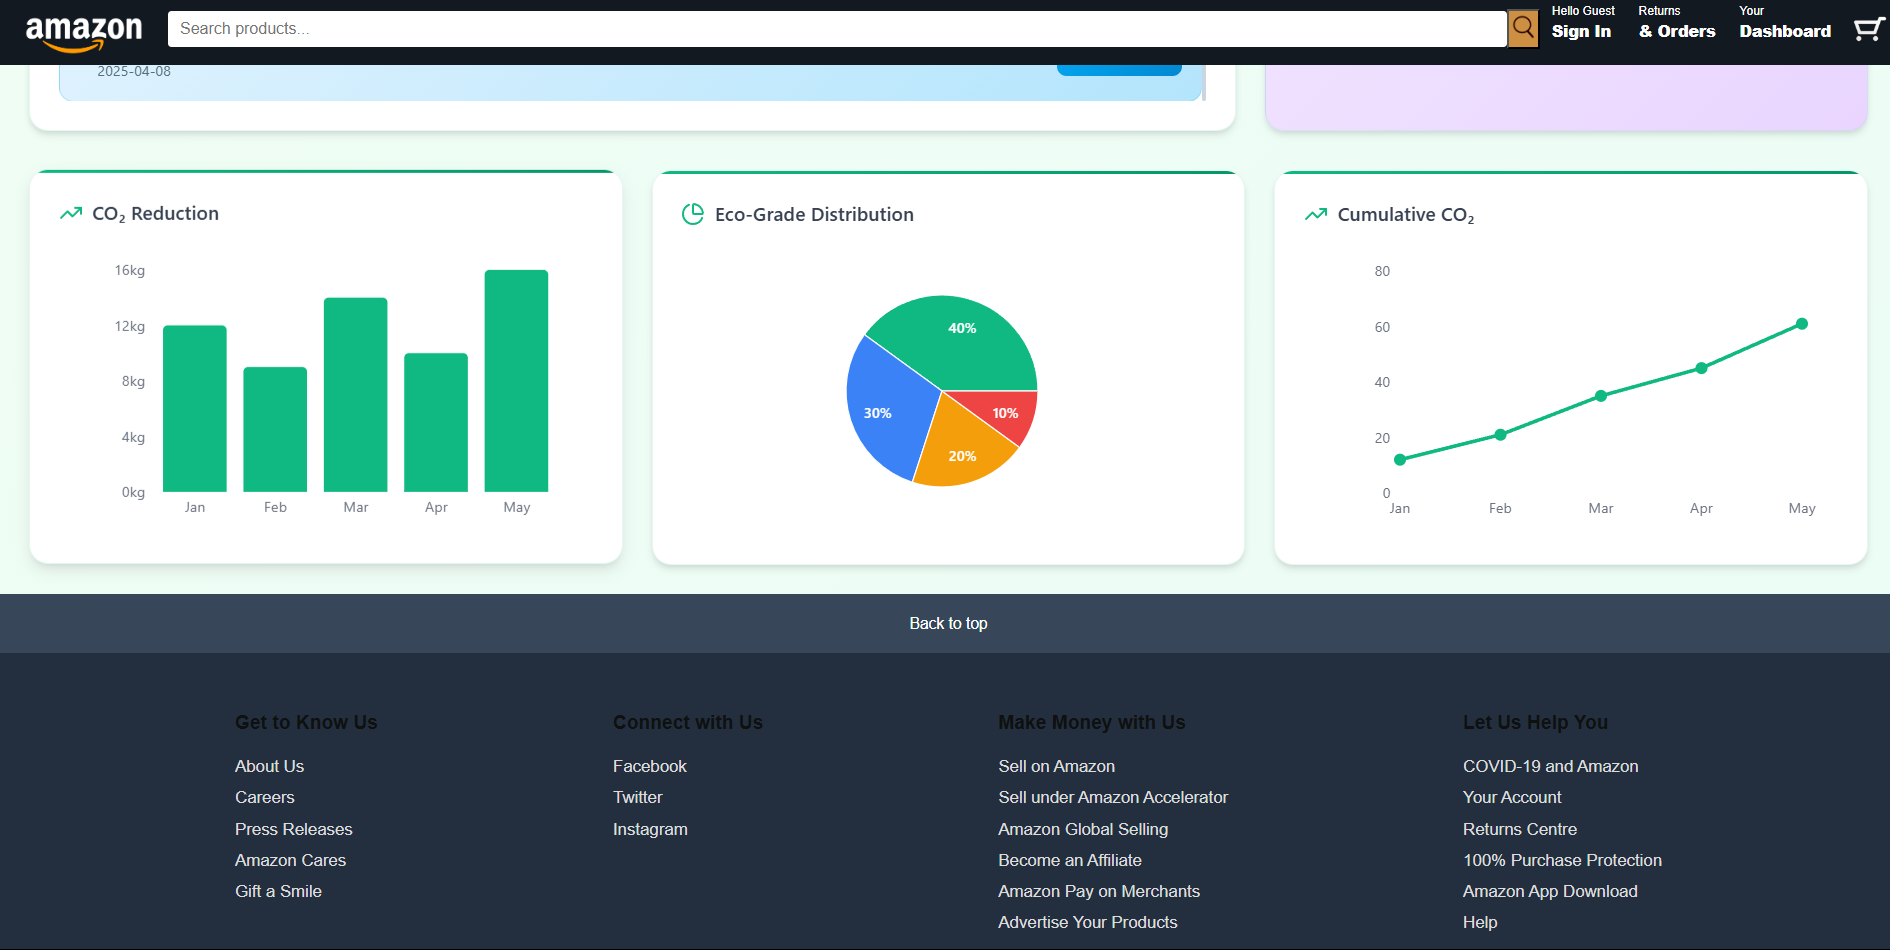 amazon
Search products...
Hello Guest
Sign In
Returns
& Orders
Your
Dashboard
2025-04-08
CO₂ Reduction
16kg
12kg
8kg
4kg
0kg
Jan Feb Mar Apr May
Eco-Grade Distribution
40%
30%
10%
20%
Cumulative CO₂
80
60
40
20
0
Jan Feb Mar Apr May
Back to top
Get to Know Us
About Us
Careers
Press Releases
Amazon Cares
Gift a Smile
Connect with Us
Facebook
Twitter
Instagram
Make Money with Us
Sell on Amazon
Sell under Amazon Accelerator
Amazon Global Selling
Become an Affiliate
Amazon Pay on Merchants
Advertise Your Products
Let Us Help You
COVID-19 and Amazon
Your Account
Returns Centre
100% Purchase Protection
Amazon App Download
Help